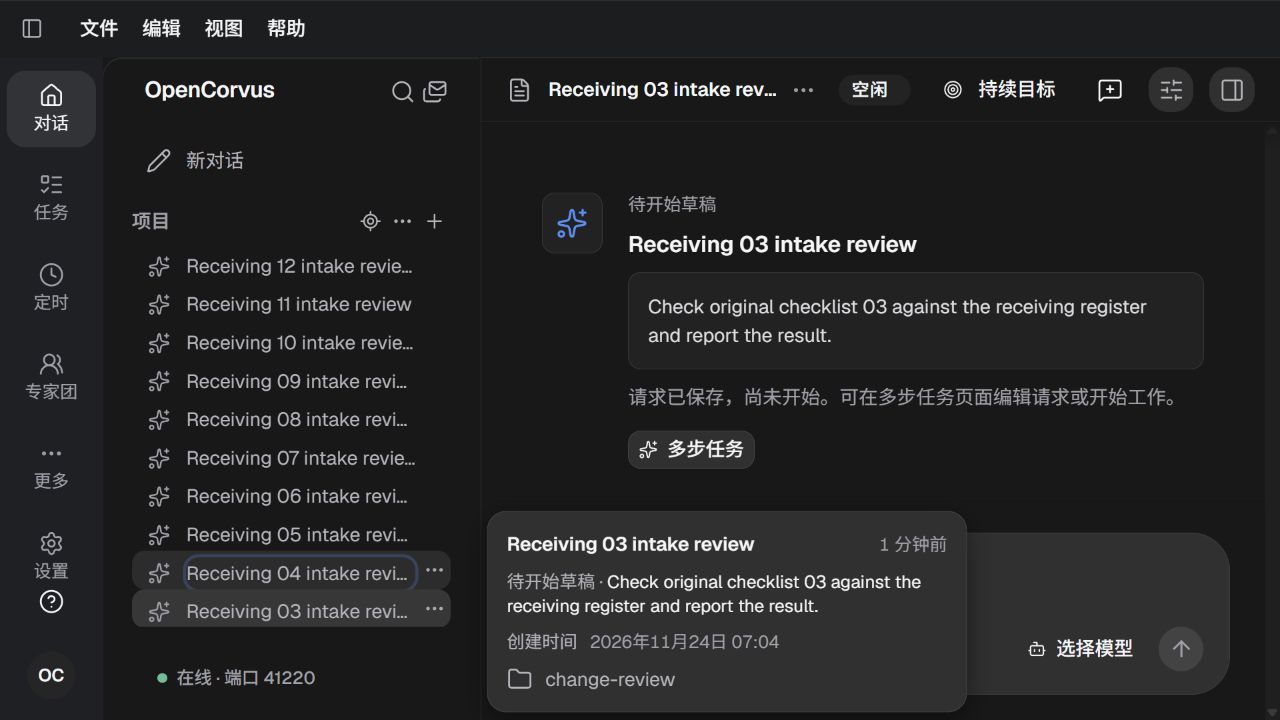 文件 编辑 视图 帮助
对话
任务
定时
专家团
更多
设置
OC
OpenCorvus
新对话
项目
Receiving 12 intake revie...
Receiving 11 intake review
Receiving 10 intake revie...
Receiving 09 intake revi...
Receiving 08 intake revi...
Receiving 07 intake revie...
Receiving 06 intake revi...
Receiving 05 intake revi...
Receiving 04 intake revi...
Receiving 03 intake revi...
在线 · 端口 41220
Receiving 03 intake rev... 空闲 持续目标
待开始草稿
Receiving 03 intake review
Check original checklist 03 against the receiving register
and report the result.
请求已保存，尚未开始。可在多步任务页面编辑请求或开始工作。
多步任务
Receiving 03 intake review 1 分钟前
待开始草稿 · Check original checklist 03 against the
receiving register and report the result.
创建时间 2026年11月24日 07:04
change-review
选择模型